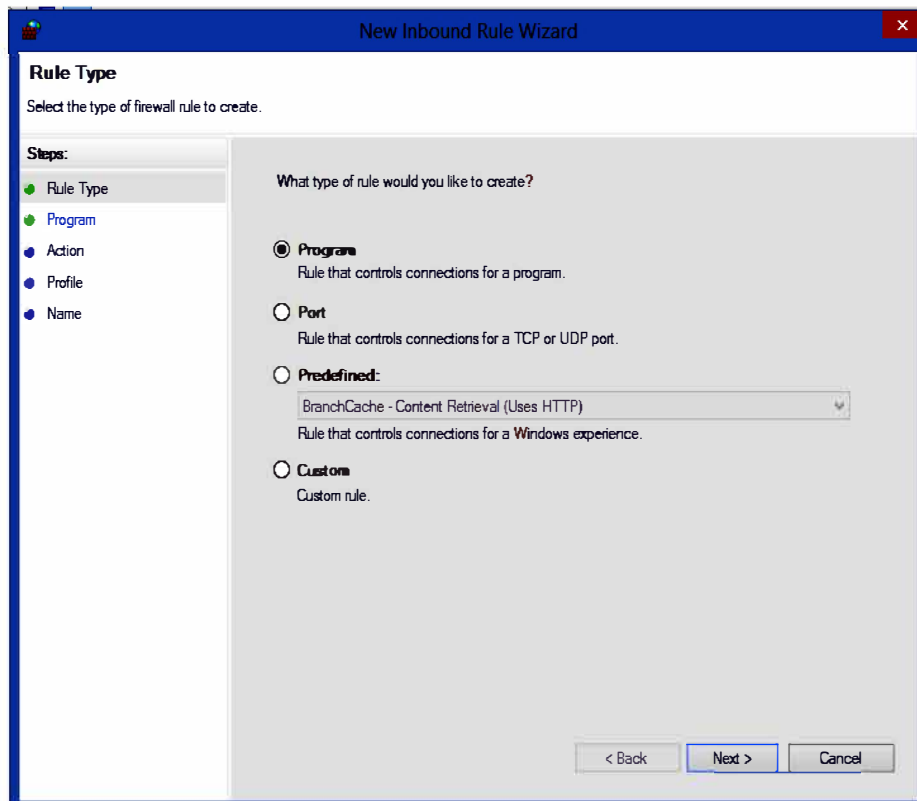 New Inbound Rule Wizard
Rule Type
Select the type of firewall rule to create.
Steps:
Rule Type
Program
Action
Profile
Name
What type of rule would you like to create?
Program
Rule that controls connections for a program.
Port
Rule that controls connections for a TCP or UDP port.
Predefined:
BranchCache - Content Retrieval (Uses HTTP)
Rule that controls connections for a Windows experience.
Custom
Custom rule.
< Back
Next >
Cancel